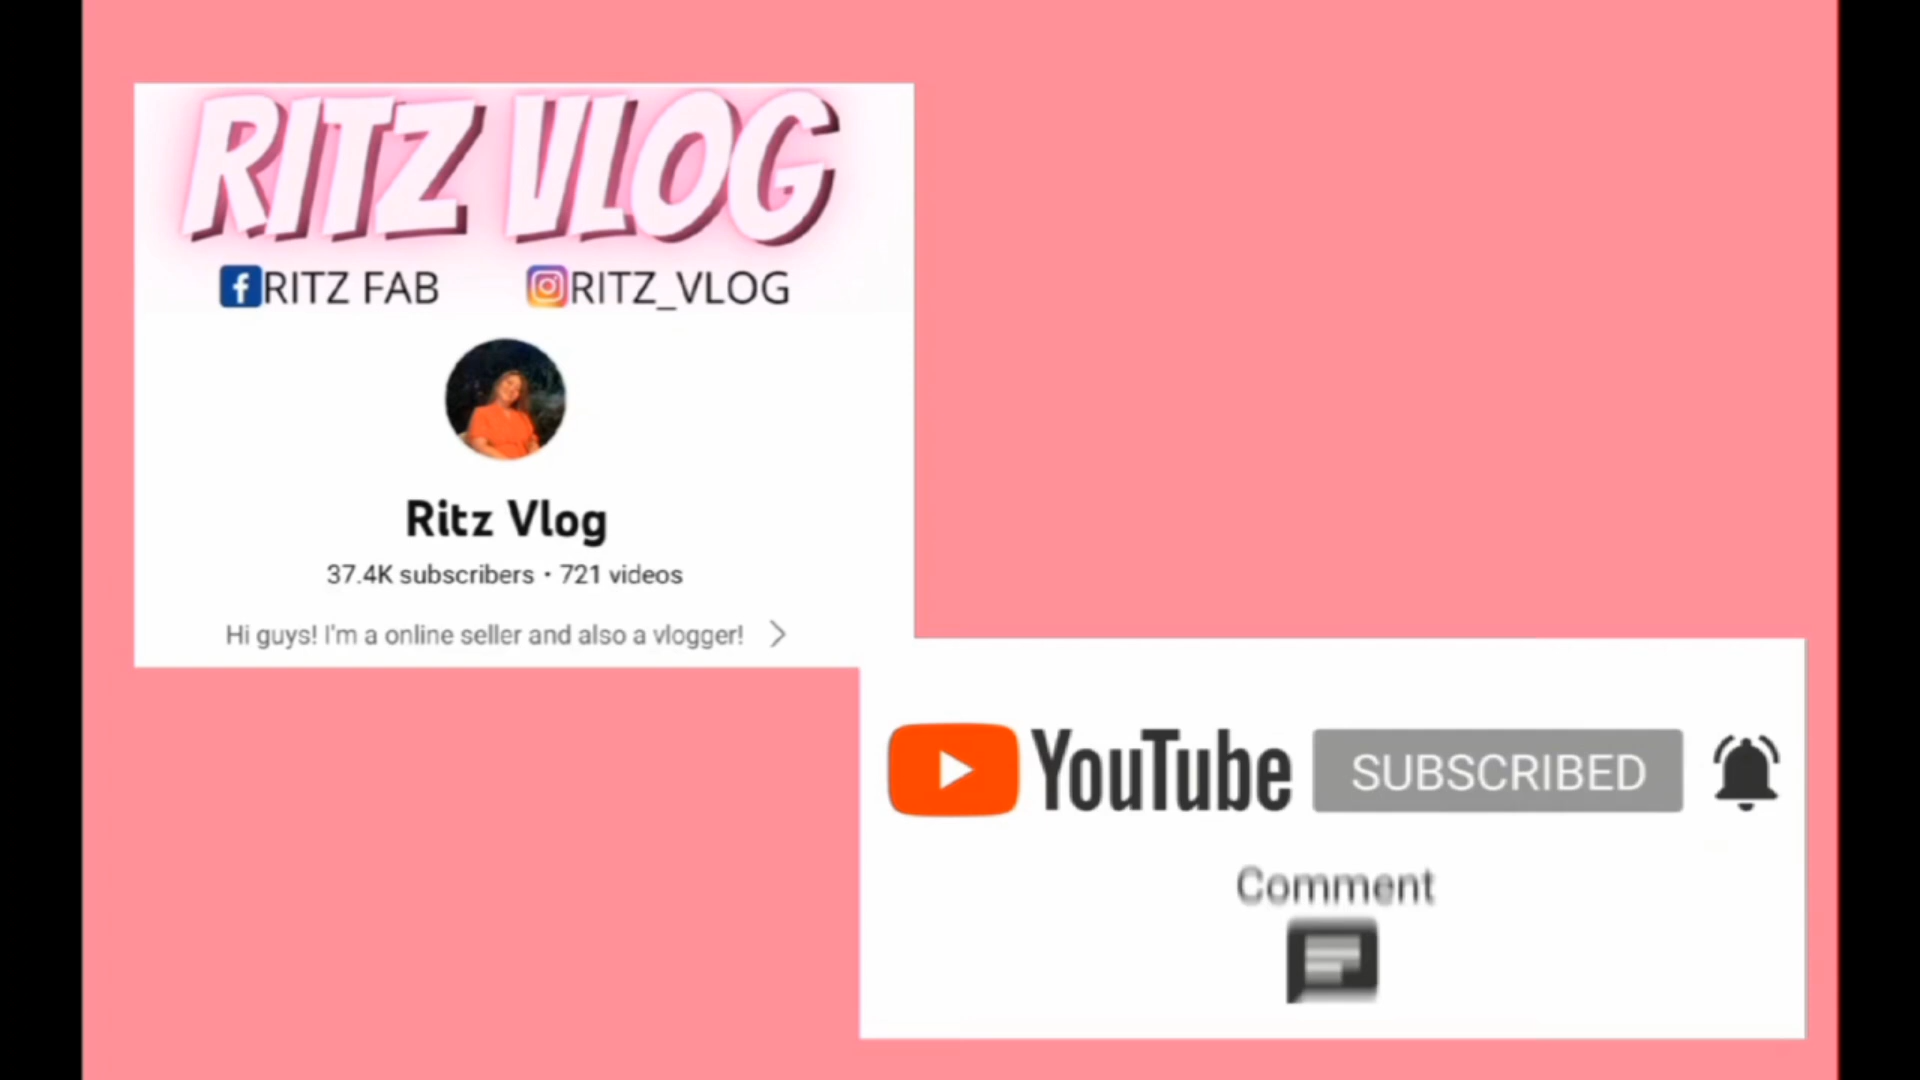 RITZ VLOG
RITZ FAB RITZ_VLOG
Ritz Vlog
37.4K subscribers • 721 videos
Hi guys! I'm a online seller and also a vlogger!
YouTube SUBSCRIBED
Comment